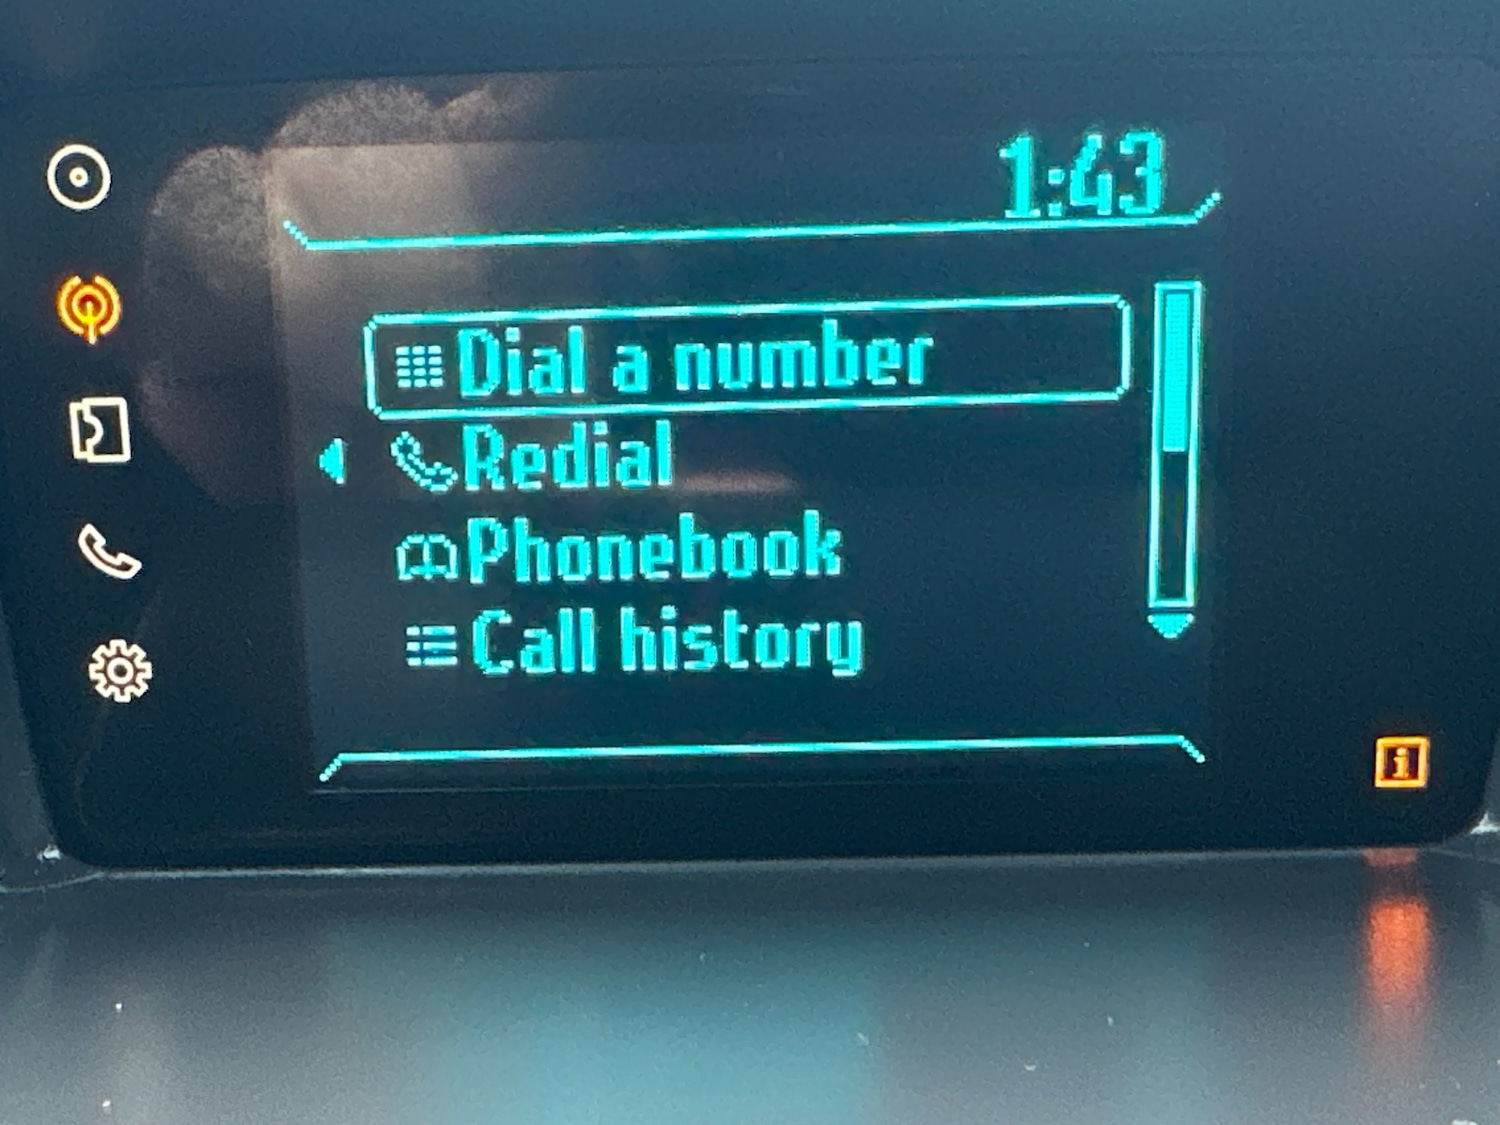 1:43
Dial a number
Redial
Phonebook
Call history
i